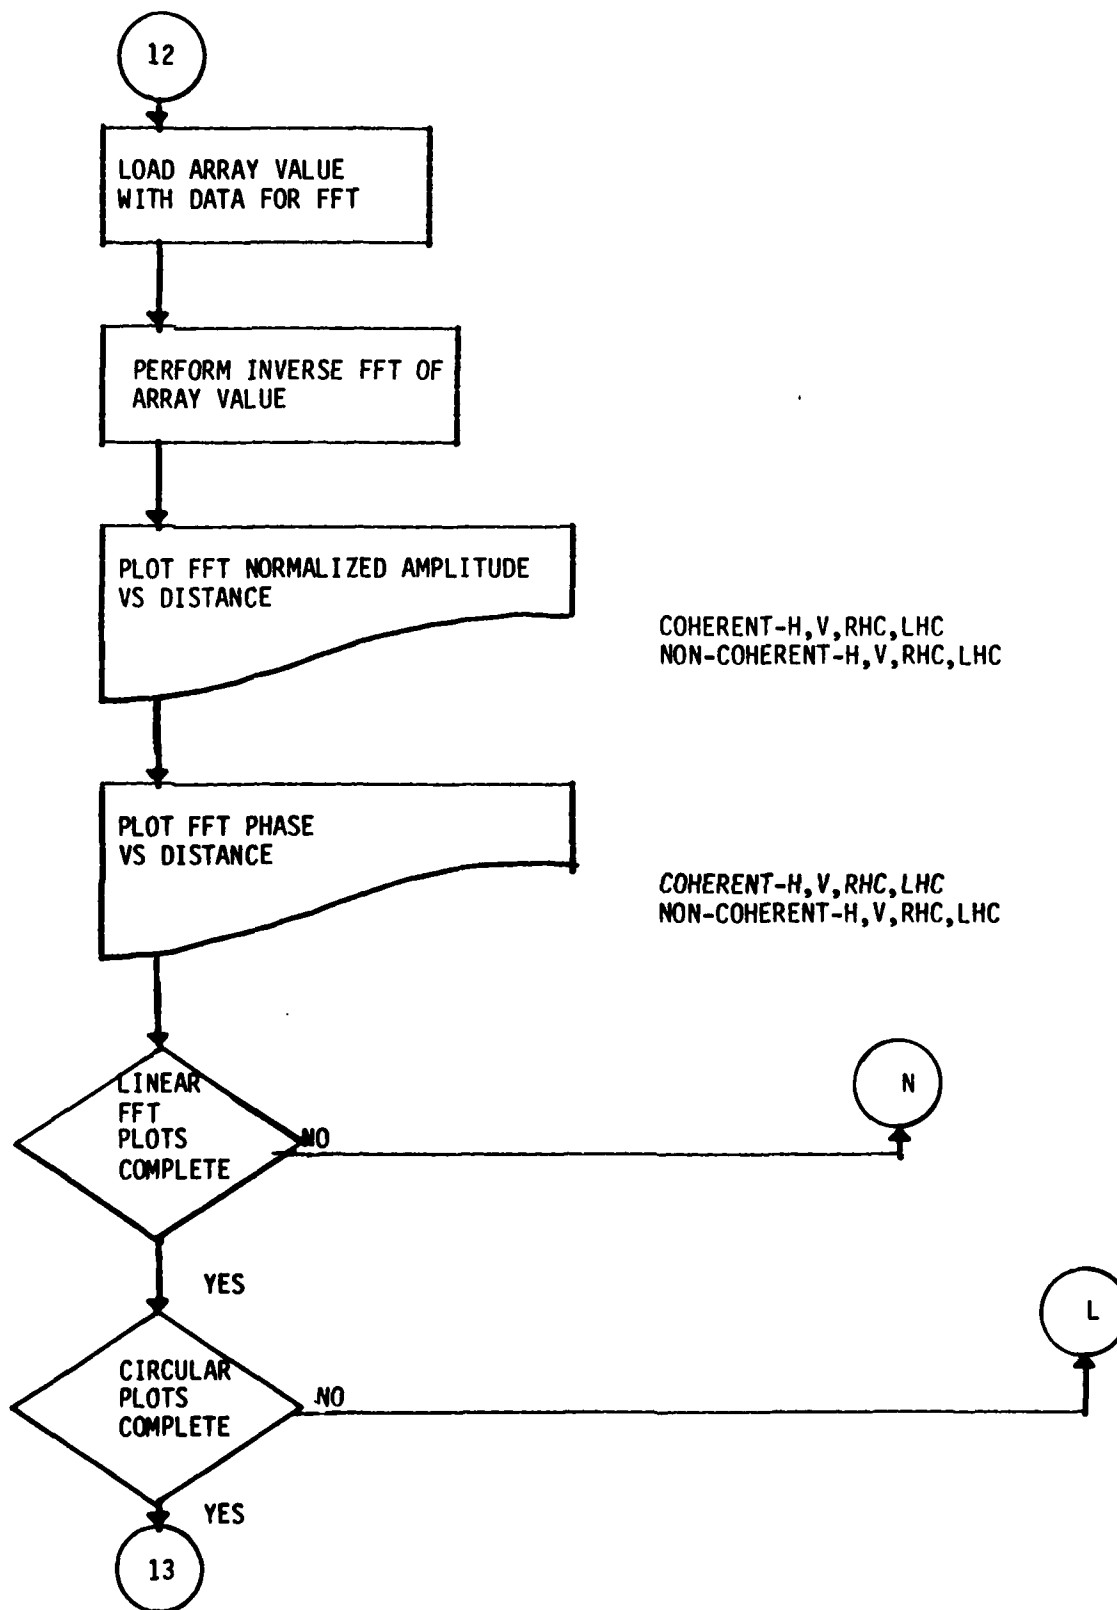 12
LOAD ARRAY VALUE
WITH DATA FOR FFT
PERFORM INVERSE FFT OF
ARRAY VALUE
PLOT FFT NORMALIZED AMPLITUDE
VS DISTANCE
COHERENT-H,V,RHC,LHC
NON-COHERENT-H,V,RHC,LHC
PLOT FFT PHASE
VS DISTANCE
COHERENT-H,V,RHC,LHC
NON-COHERENT-H,V,RHC,LHC
LINEAR
FFT
PLOTS
COMPLETE
NO
N
YES
CIRCULAR
PLOTS
COMPLETE
NO
L
YES
13